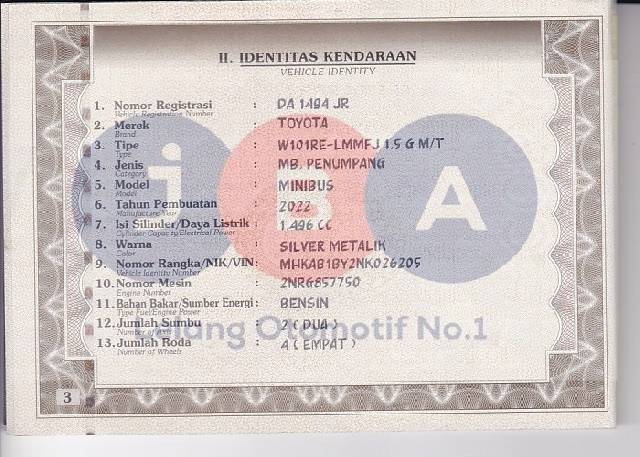 II. IDENTITAS KENDARAAN
VEHICLE IDENTITY
1. Nomor Registrasi : DA 1494 JR
Vehicle Registration Number
2. Merek : TOYOTA
Brand
3. Tipe : W101RE-LMMFJ 1.5 G M/T
Type
4. Jenis : MB. PENUMPANG
Category
5. Model : MINIBUS
Model
6. Tahun Pembuatan : 2022
Manufacture Year
7. Isi Silinder/Daya Listrik : 1.496 CC
Cylinder Capacity/Electrical Power
8. Warna : SILVER METALIK
Color
9. Nomor Rangka/NIK/VIN : MHKAB1BY2NK026205
Vehicle Identity Number
10. Nomor Mesin : 2NR6857750
Engine Number
11. Bahan Bakar/Sumber Energi : BENSIN
Type Fuel/Engine Power
12. Jumlah Sumbu : 2 (DUA)
Number of Axis
13. Jumlah Roda : 4 (EMPAT)
Number of Wheels
iBA
Lelang Otomotif No.1
3